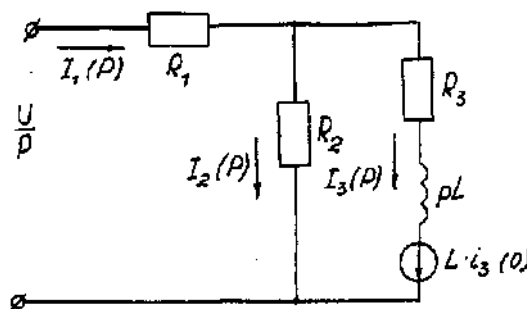 I₁(P)
R₁
R₃
U/P
R₂
I₂(P)
I₃(P)
pL
L·i₃(0)